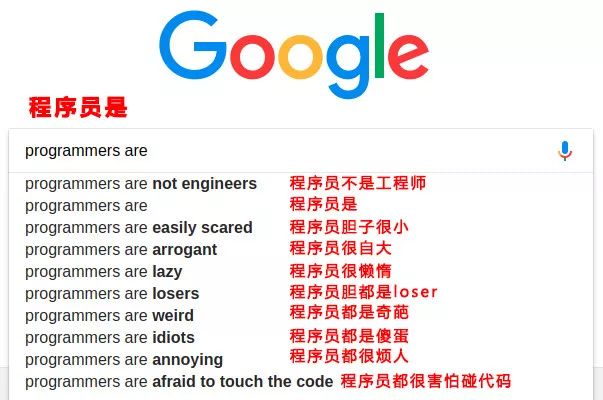 Google
程序员是
programmers are
programmers are not engineers 程序员不是工程师
programmers are 程序员是
programmers are easily scared 程序员胆子很小
programmers are arrogant 程序员很自大
programmers are lazy 程序员很懒惰
programmers are losers 程序员胆都是loser
programmers are weird 程序员都是奇葩
programmers are idiots 程序员都是傻蛋
programmers are annoying 程序员都很烦人
programmers are afraid to touch the code 程序员都很害怕碰代码